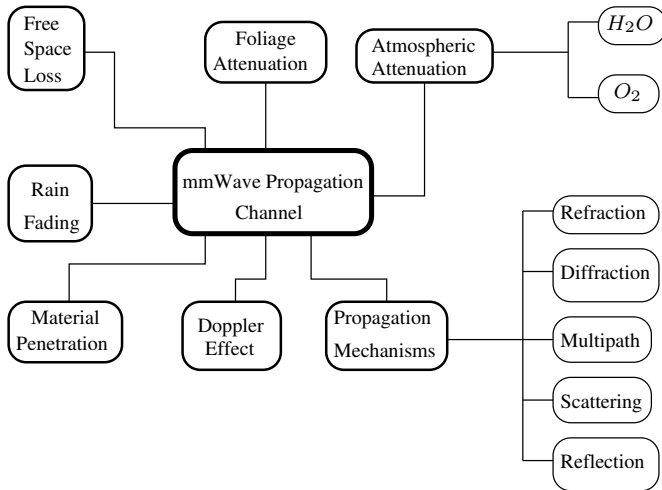 Free
Space
Loss
Foliage
Attenuation
Atmospheric
Attenuation
H₂O
O₂
mmWave Propagation
Channel
Rain
Fading
Material
Penetration
Doppler
Effect
Propagation
Mechanisms
Refraction
Diffraction
Multipath
Scattering
Reflection